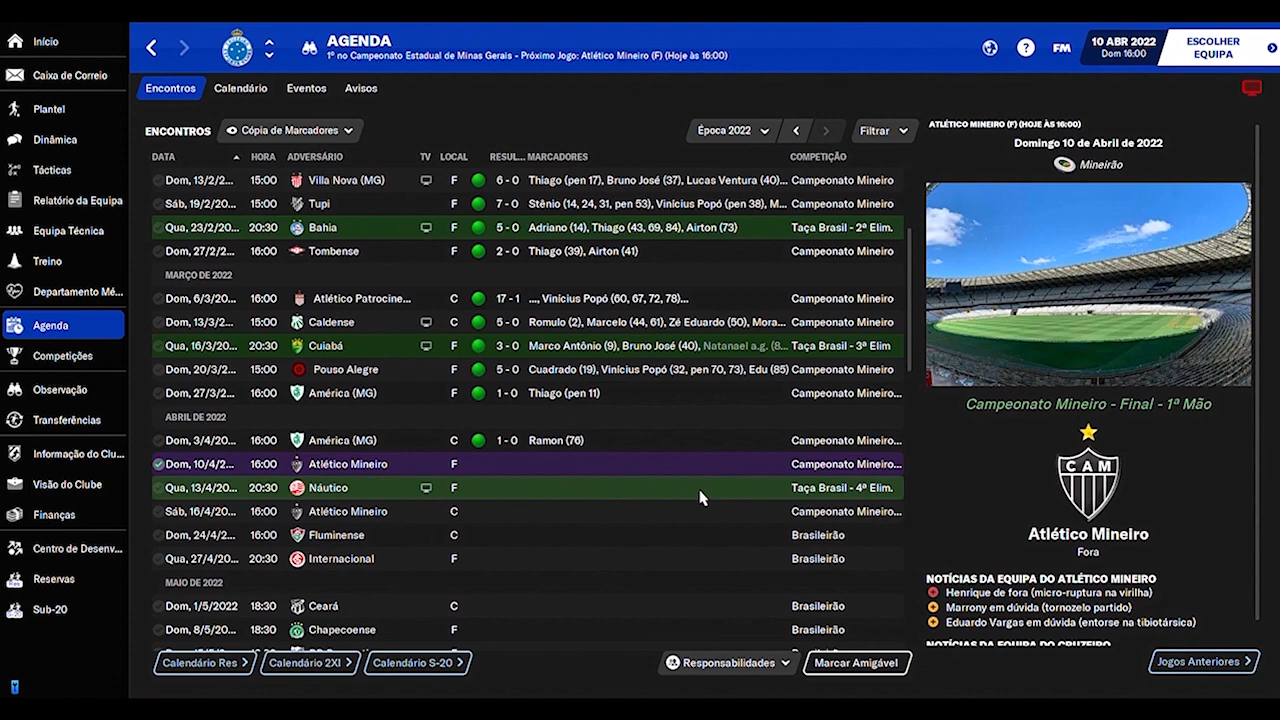 Início
Caixa de Correio
Plantel
Dinâmica
Tácticas
Relatório da Equipa
Equipa Técnica
Treino
Departamento Mé...
Agenda
Competições
Observação
Transferências
Informação do Clu...
Visão do Clube
Finanças
Centro de Desenv...
Reservas
Sub-20
AGENDA
1º no Campeonato Estadual de Minas Gerais - Próximo Jogo: Atlético Mineiro (F) (Hoje às 16:00)
FM
10 ABR 2022
Dom 16:00
ESCOLHER EQUIPA
Encontros Calendário Eventos Avisos
ENCONTROS Cópia de Marcadores Época 2022 Filtrar
DATA HORA ADVERSÁRIO TV LOCAL RESUL... MARCADORES COMPETIÇÃO
Dom, 13/2/2... 15:00 Villa Nova (MG) F 6 - 0 Thiago (pen 17), Bruno José (37), Lucas Ventura (40)... Campeonato Mineiro
Sáb, 19/2/20... 15:00 Tupi F 7 - 0 Stênio (14, 24, 31, pen 53), Vinícius Popó (pen 38), M... Campeonato Mineiro
Qua, 23/2/20... 20:30 Bahia F 5 - 0 Adriano (14), Thiago (43, 69, 84), Airton (73) Taça Brasil - 2ª Elim.
Dom, 27/2/2... 16:00 Tombense F 2 - 0 Thiago (39), Airton (41) Campeonato Mineiro
MARÇO DE 2022
Dom, 6/3/20... 16:00 Atlético Patrocine... C 17 - 1 ..., Vinícius Popó (60, 67, 72, 78)... Campeonato Mineiro
Dom, 13/3/2... 15:00 Caldense C 5 - 0 Romulo (2), Marcelo (44, 61), Zé Eduardo (50), Mora... Campeonato Mineiro
Qua, 16/3/20... 20:30 Cuiabá F 3 - 0 Marco Antônio (9), Bruno José (40), Natanael a.g. (8... Taça Brasil - 3ª Elim
Dom, 20/3/2... 15:00 Pouso Alegre F 5 - 0 Cuadrado (19), Vinícius Popó (32, pen 70, 73), Edu (85) Campeonato Mineiro
Dom, 27/3/2... 16:00 América (MG) F 1 - 0 Thiago (pen 11) Campeonato Mineiro...
ABRIL DE 2022
Dom, 3/4/20... 16:00 América (MG) C 1 - 0 Ramon (76) Campeonato Mineiro...
Dom, 10/4/2... 16:00 Atlético Mineiro F Campeonato Mineiro...
Qua, 13/4/20... 20:30 Náutico F Taça Brasil - 4ª Elim.
Sáb, 16/4/20... 16:00 Atlético Mineiro C Campeonato Mineiro...
Dom, 24/4/2... 16:00 Fluminense C Brasileirão
Qua, 27/4/20... 20:30 Internacional F Brasileirão
MAIO DE 2022
Dom, 1/5/2022 18:30 Ceará C Brasileirão
Dom, 8/5/20... 18:30 Chapecoense F Brasileirão
Calendário Res Calendário 2XI Calendário S-20 Responsabilidades Marcar Amigável
ATLÉTICO MINEIRO (F) (HOJE ÀS 16:00)
Domingo 10 de Abril de 2022
Mineirão
Campeonato Mineiro - Final - 1ª Mão
CAM
Atlético Mineiro
Fora
NOTÍCIAS DA EQUIPA DO ATLÉTICO MINEIRO
Henrique de fora (micro-ruptura na virilha)
Marrony em dúvida (tornozelo partido)
Eduardo Vargas em dúvida (entorse na tibiotársica)
NOTÍCIAS DA EQUIPA DO CRUZEIRO
Jogos Anteriores